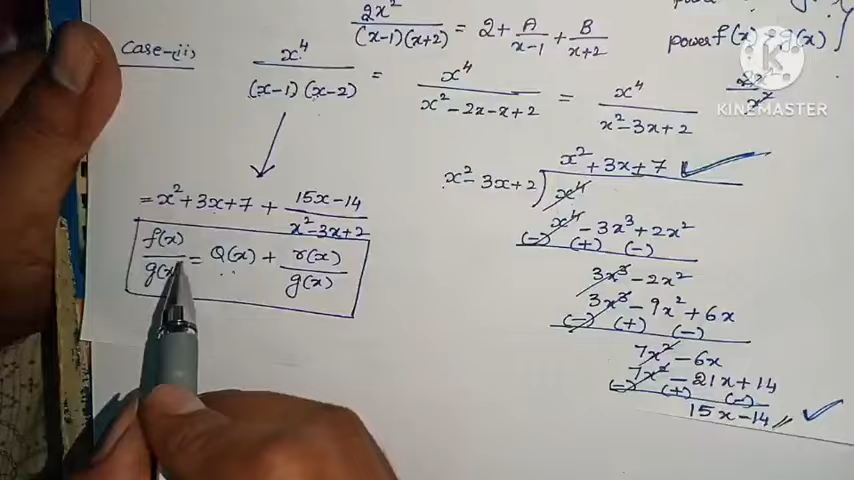 2x²/(x-1)(x+2) = 2 + A/x-1 + B/x+2
power f(x) = g(x)
Case-(ii)
x⁴/(x-1)(x-2) = x⁴/x²-2x-x+2 = x⁴/x²-3x+2
KINEMASTER
x²+3x+7
x²-3x+2) x⁴
= x²+3x+7 + 15x-14/x²-3x+2
x⁴-3x³+2x²
(-) (+) (-)
f(x)/g(x) = Q(x) + r(x)/g(x)
3x³-2x²
3x³-9x²+6x
(-) (+) (-)
7x²-6x
7x²-21x+14
(-) (+) (-)
15x-14